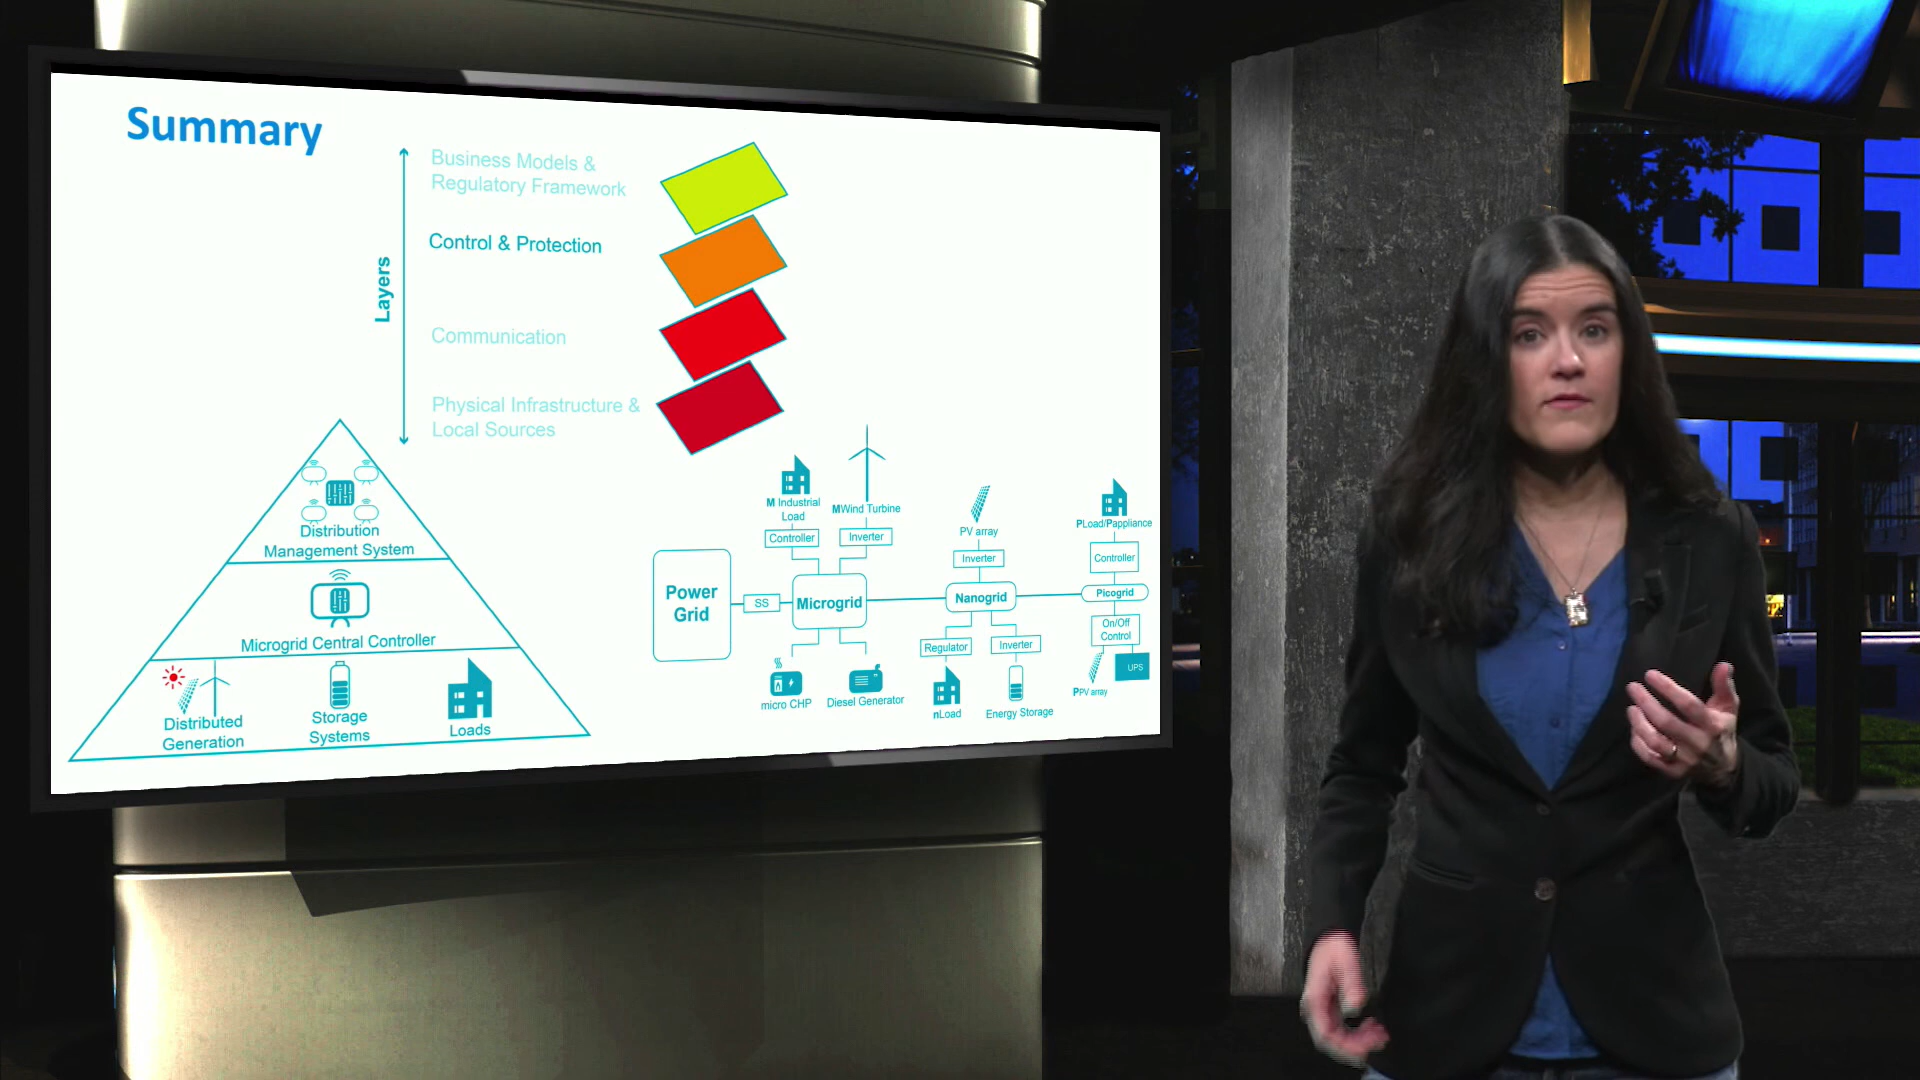 Summary
Layers
Business Models &
Regulatory Framework
Control & Protection
Communication
Physical Infrastructure &
Local Sources
Distribution
Management System
Microgrid Central Controller
Distributed
Generation
Storage
Systems
Loads
Power
Grid
SS
Microgrid
M Industrial
Load
Controller
MWind Turbine
Inverter
micro CHP
Diesel Generator
PV array
Inverter
Nanogrid
Regulator
nLoad
Inverter
Energy Storage
PLoad/Pappliance
Controller
Picogrid
On/Off
Control
PPV array
UPS